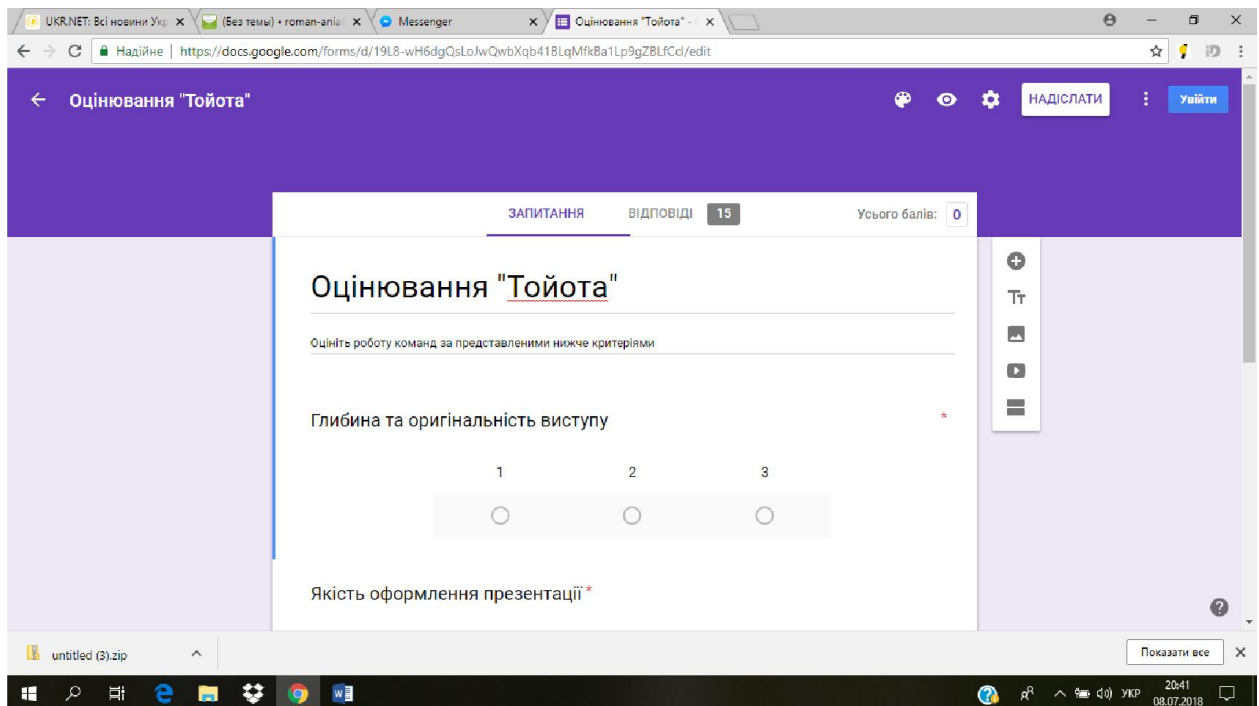 UKR.NET: Всі новини Укр
(Без темы) • roman-ania
Messenger
Оцінювання "Тойота" -
Надійне | https://docs.google.com/forms/d/19L8-wH6dgQsLoJwQwbXqb41BLqMfkBa1Lp9gZBLfCcI/edit
Оцінювання "Тойота"
НАДІСЛАТИ
Увійти
ЗАПИТАННЯ
ВІДПОВІДІ 15
Усього балів: 0
Оцінювання "Тойота"
Оцініть роботу команд за представленими нижче критеріями
Глибина та оригінальність виступу *
1 2 3
Якість оформлення презентації *
untitled (3).zip
Показати все
УКР
20:41
08.07.2018